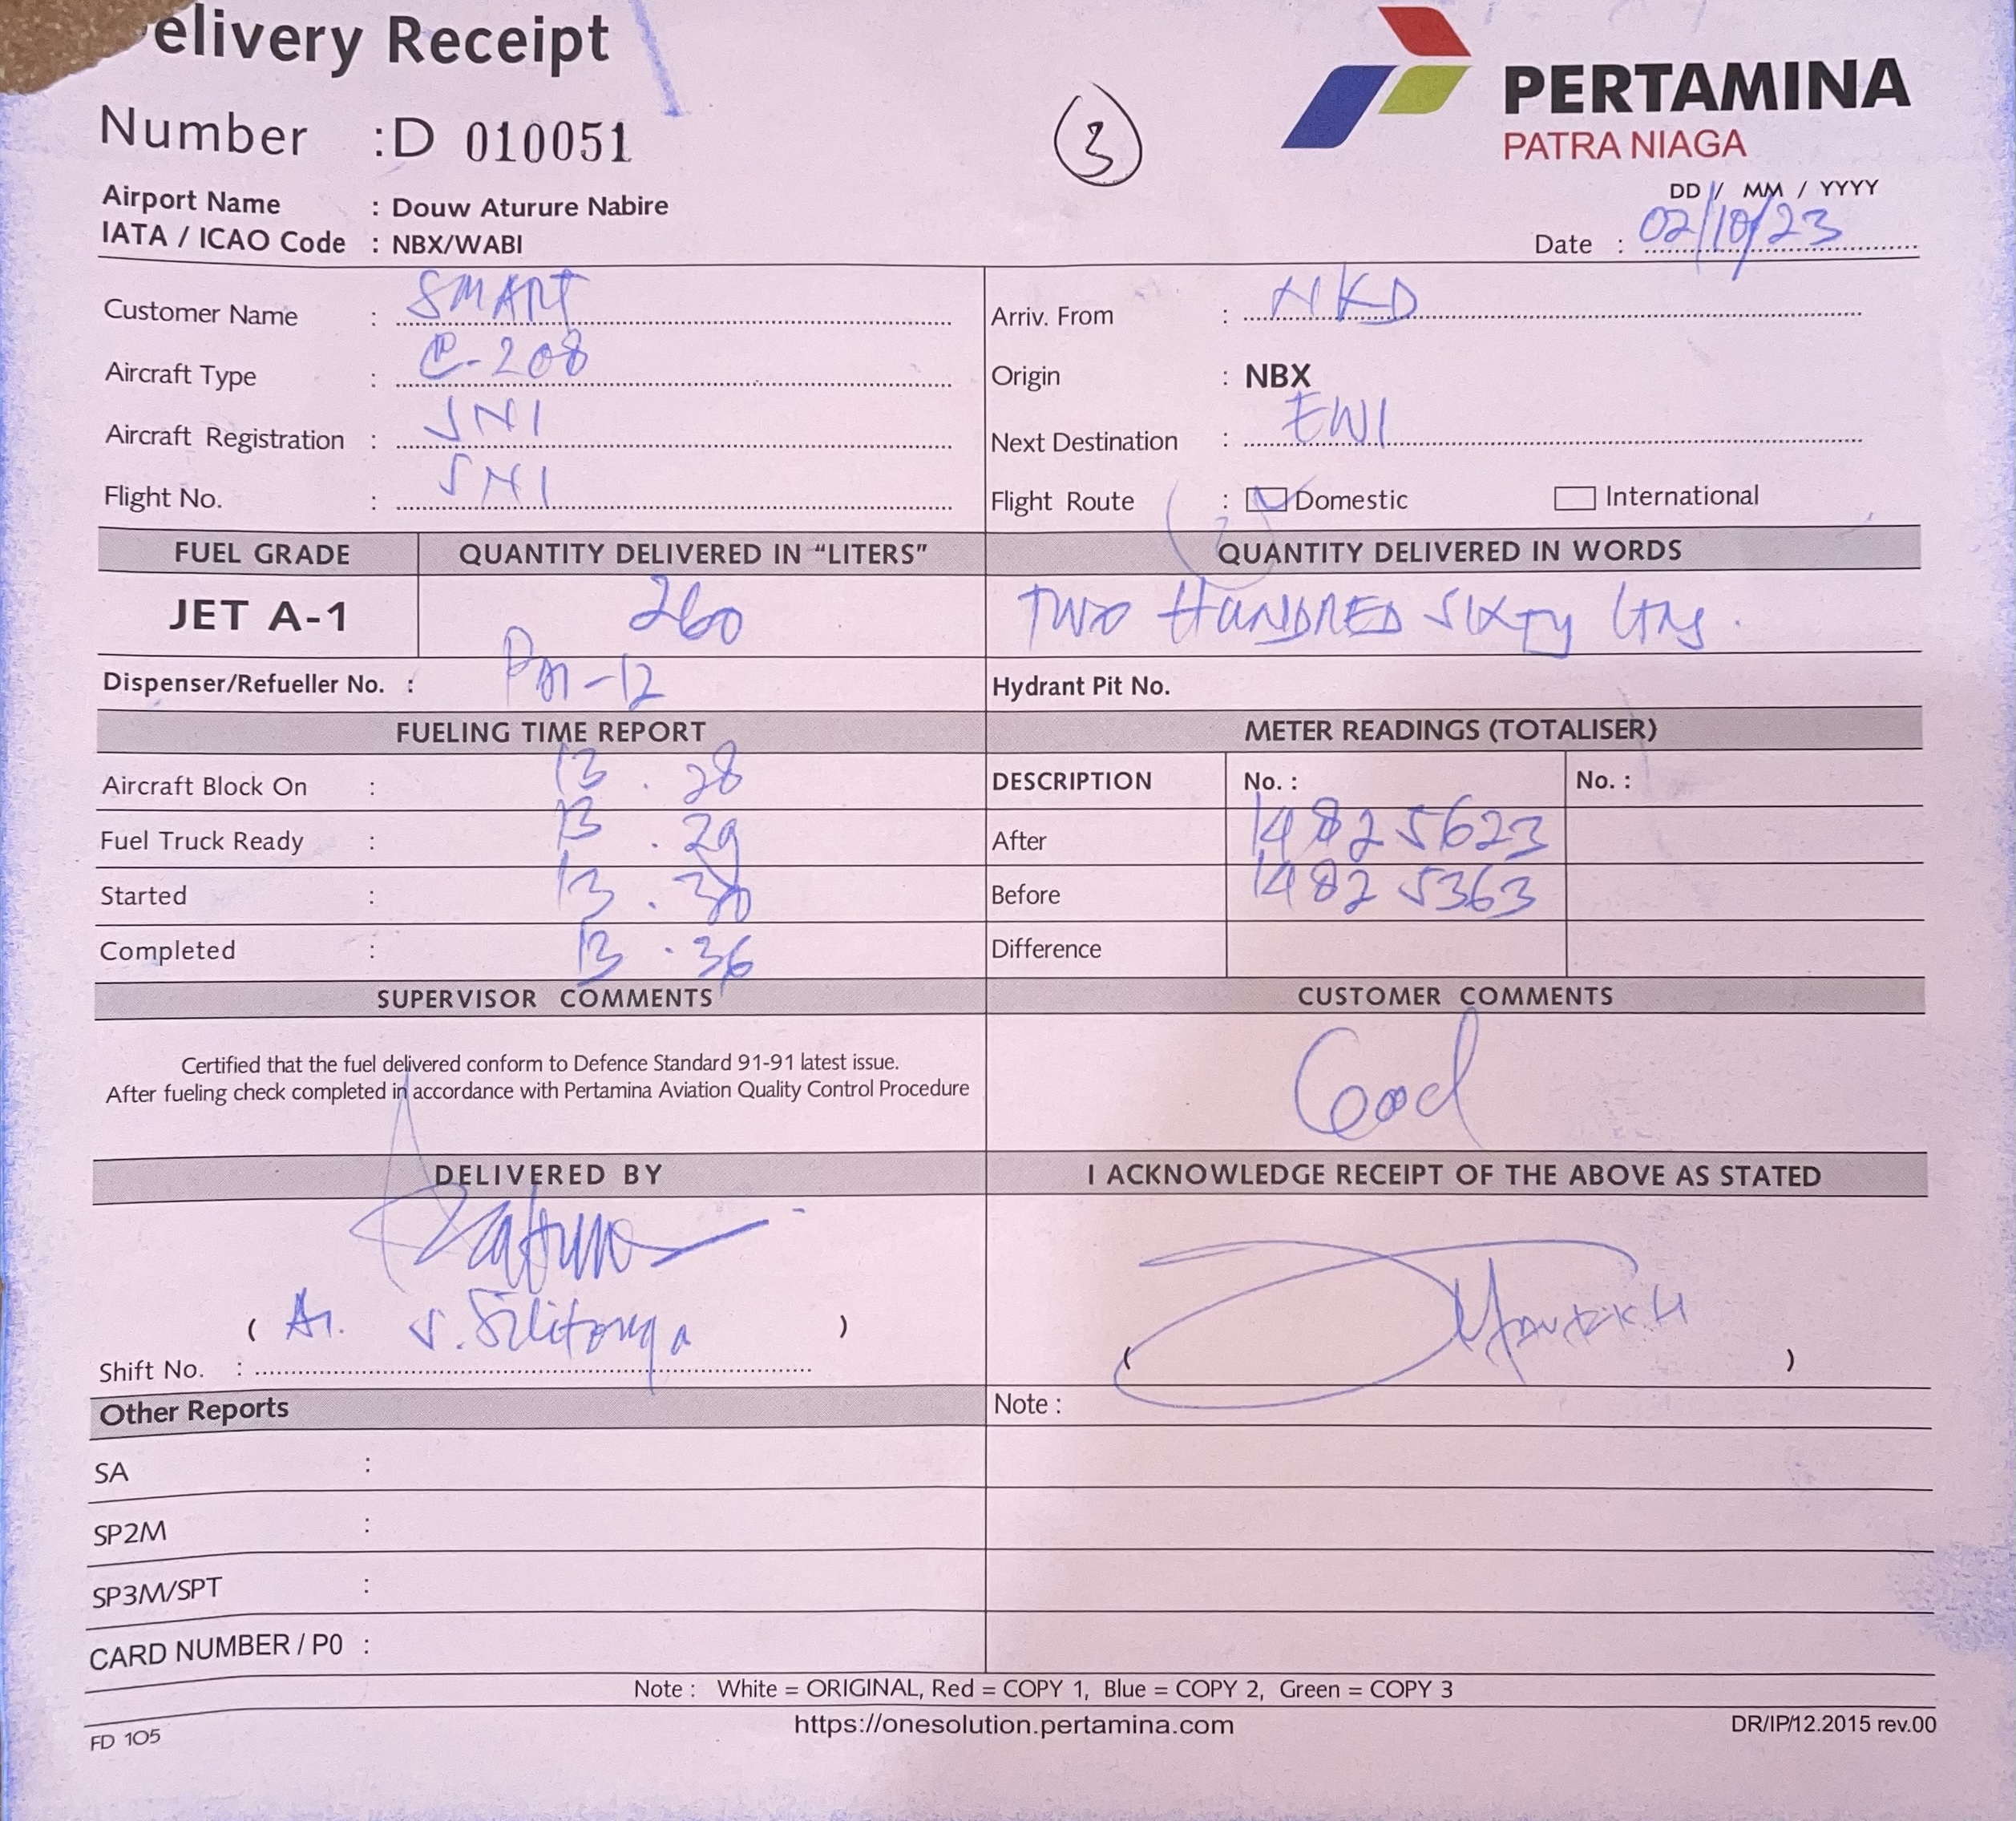 elivery Receipt
PERTAMINA
PATRA NIAGA
Number : D 010051
3
Airport Name : Douw Aturure Nabire
IATA / ICAO Code : NBX/WABI
DD / MM / YYYY
Date : 02/10/23
Customer Name : SMART
Arriv. From : NKD
Aircraft Type : C-208
Origin : NBX
Aircraft Registration : SNI
Next Destination : EWI
Flight No. : SNI
Flight Route : Domestic International
FUEL GRADE QUANTITY DELIVERED IN “LITERS” QUANTITY DELIVERED IN WORDS
JET A-1 260 TWO HUNDRED SIXTY LTRS.
Dispenser/Refueller No. :
Hydrant Pit No.
FUELING TIME REPORT METER READINGS (TOTALISER)
Aircraft Block On : 13 . 28
DESCRIPTION No. : No. :
Fuel Truck Ready : 13 . 29
After 14825623
Started : 13 . 30
Before 14825363
Completed : 13 . 36
Difference
SUPERVISOR COMMENTS CUSTOMER COMMENTS
Certified that the fuel delivered conform to Defence Standard 91-91 latest issue.
After fueling check completed in accordance with Pertamina Aviation Quality Control Procedure
Good
DELIVERED BY I ACKNOWLEDGE RECEIPT OF THE ABOVE AS STATED
( S. Silitonga )
( )
Shift No. :
Other Reports Note :
SA :
SP2M :
SP3M/SPT :
CARD NUMBER / P0 :
Note : White = ORIGINAL, Red = COPY 1, Blue = COPY 2, Green = COPY 3
https://onesolution.pertamina.com
FD 105
DR/IP/12.2015 rev.00